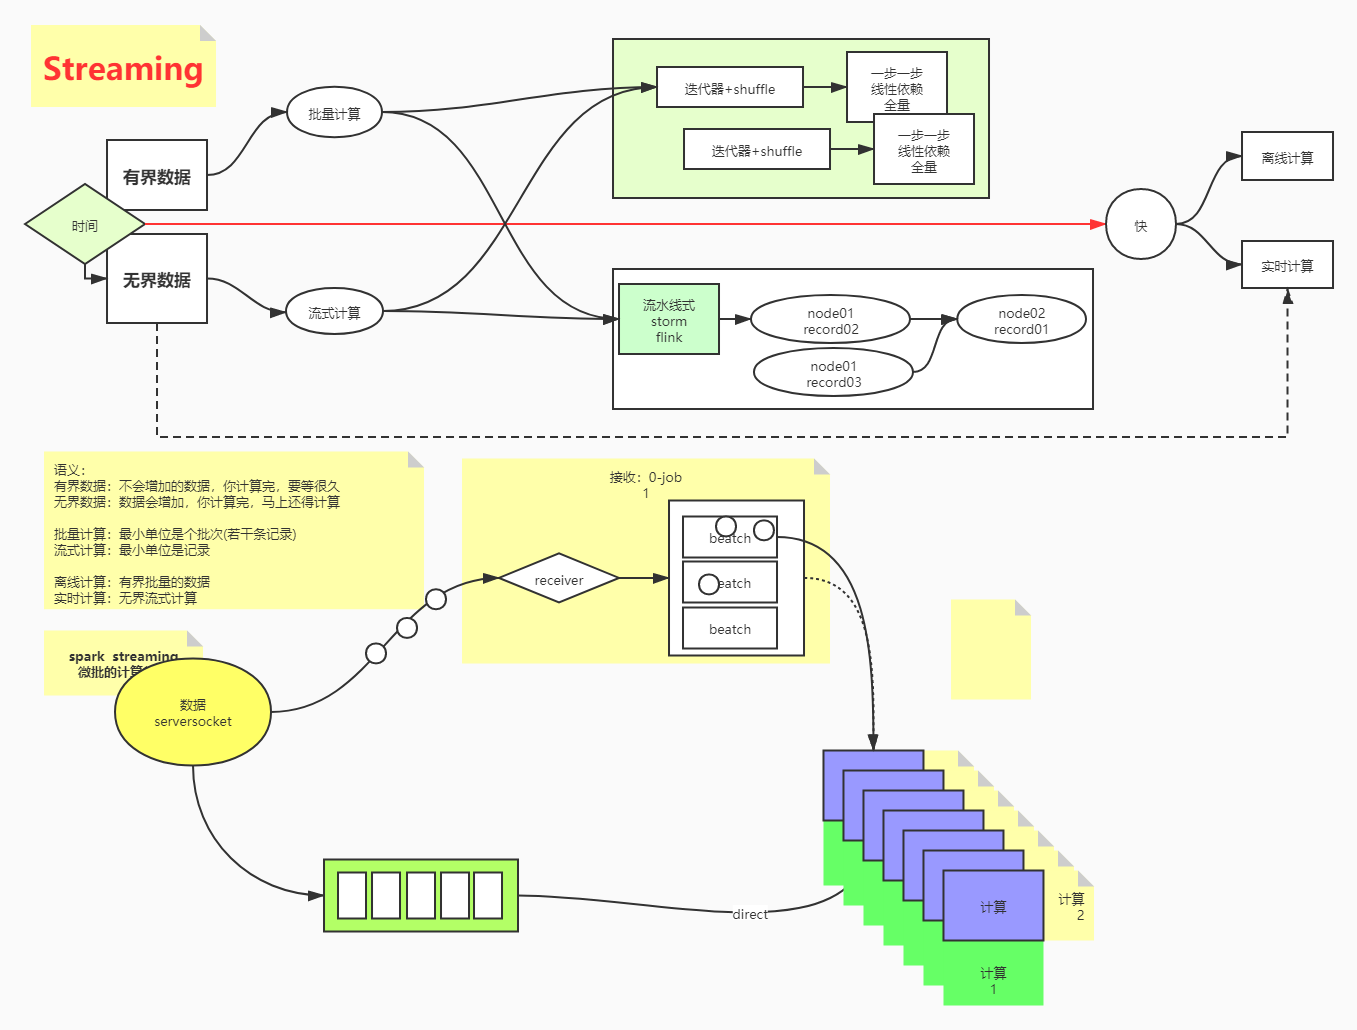 Streaming
批量计算
有界数据
时间
无界数据
流式计算
迭代器+shuffle
一步一步
线性依赖
全量
迭代器+shuffle
一步一步
线性依赖
全量
快
离线计算
实时计算
流水线式
storm
flink
node01
record02
node02
record01
node01
record03
语义：
有界数据：不会增加的数据，你计算完，要等很久
无界数据：数据会增加，你计算完，马上还得计算
批量计算：最小单位是个批次(若干条记录)
流式计算：最小单位是记录
离线计算：有界批量的数据
实时计算：无界流式计算
接收：0-job
1
receiver
beatch
eatch
beatch
spark streaming
微批的计算
数据
serversocket
direct
计算
计算
2
计算
1